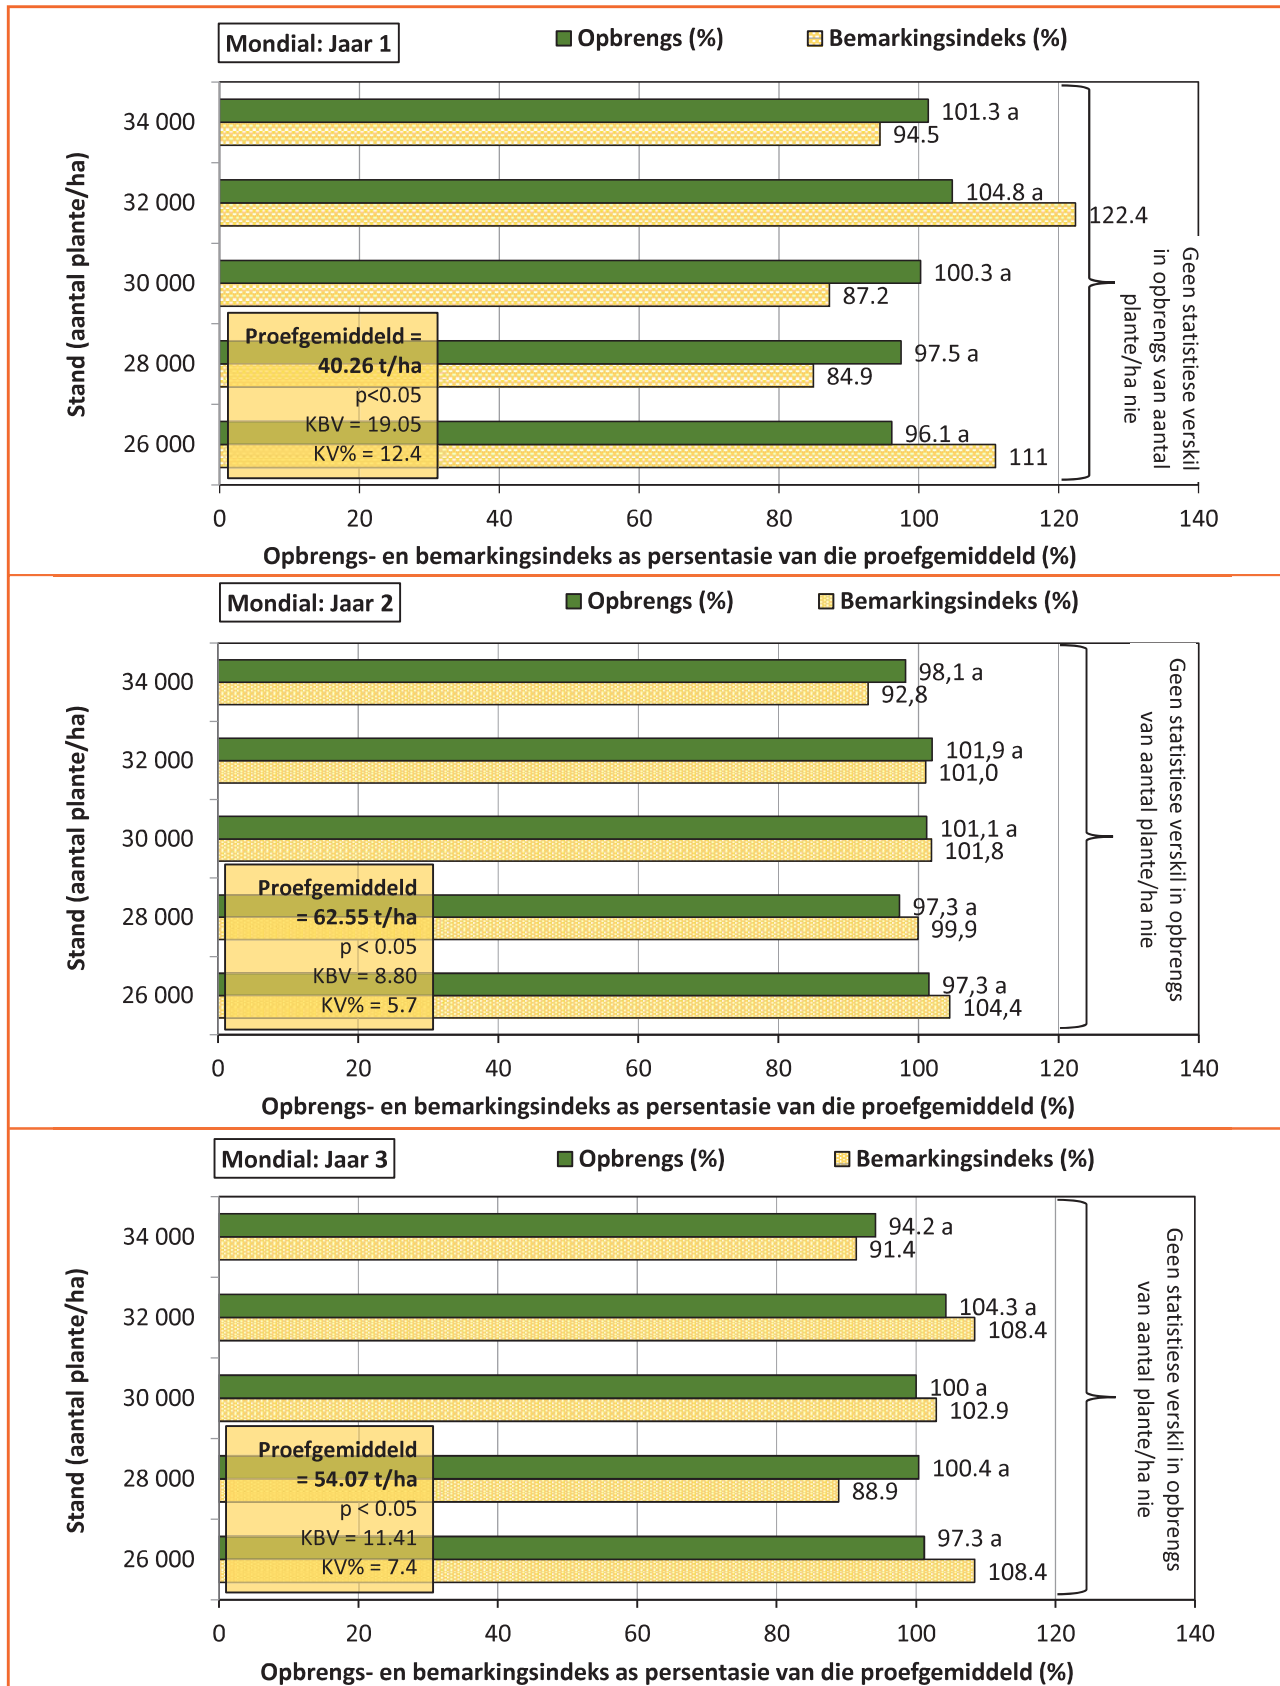 Mondial: Jaar 1
Opbrengs (%)
Bemarkingsindeks (%)
Stand (aantal plante/ha)
34 000
101.3 a
94.5
32 000
104.8 a
122.4
30 000
100.3 a
87.2
28 000
97.5 a
84.9
26 000
96.1 a
111
Proefgemiddeld =
40.26 t/ha
p<0.05
KBV = 19.05
KV% = 12.4
Geen statistiese verskil
in opbrengs van aantal
plante/ha nie
0 20 40 60 80 100 120 140
Opbrengs- en bemarkingsindeks as persentasie van die proefgemiddeld (%)
Mondial: Jaar 2
Opbrengs (%)
Bemarkingsindeks (%)
Stand (aantal plante/ha)
34 000
98,1 a
92,8
32 000
101,9 a
101,0
30 000
101,1 a
101,8
28 000
97,3 a
99,9
26 000
97,3 a
104,4
Proefgemiddeld
= 62.55 t/ha
p < 0.05
KBV = 8.80
KV% = 5.7
Geen statistiese verskil in opbrengs
van aantal plante/ha nie
0 20 40 60 80 100 120 140
Opbrengs- en bemarkingsindeks as persentasie van die proefgemiddeld (%)
Mondial: Jaar 3
Opbrengs (%)
Bemarkingsindeks (%)
Stand (aantal plante/ha)
34 000
94.2 a
91.4
32 000
104.3 a
108.4
30 000
100 a
102.9
28 000
100.4 a
88.9
26 000
97.3 a
108.4
Proefgemiddeld
= 54.07 t/ha
p < 0.05
KBV = 11.41
KV% = 7.4
Geen statistiese verskil in opbrengs
van aantal plante/ha nie
0 20 40 60 80 100 120 140
Opbrengs- en bemarkingsindeks as persentasie van die proefgemiddeld (%)